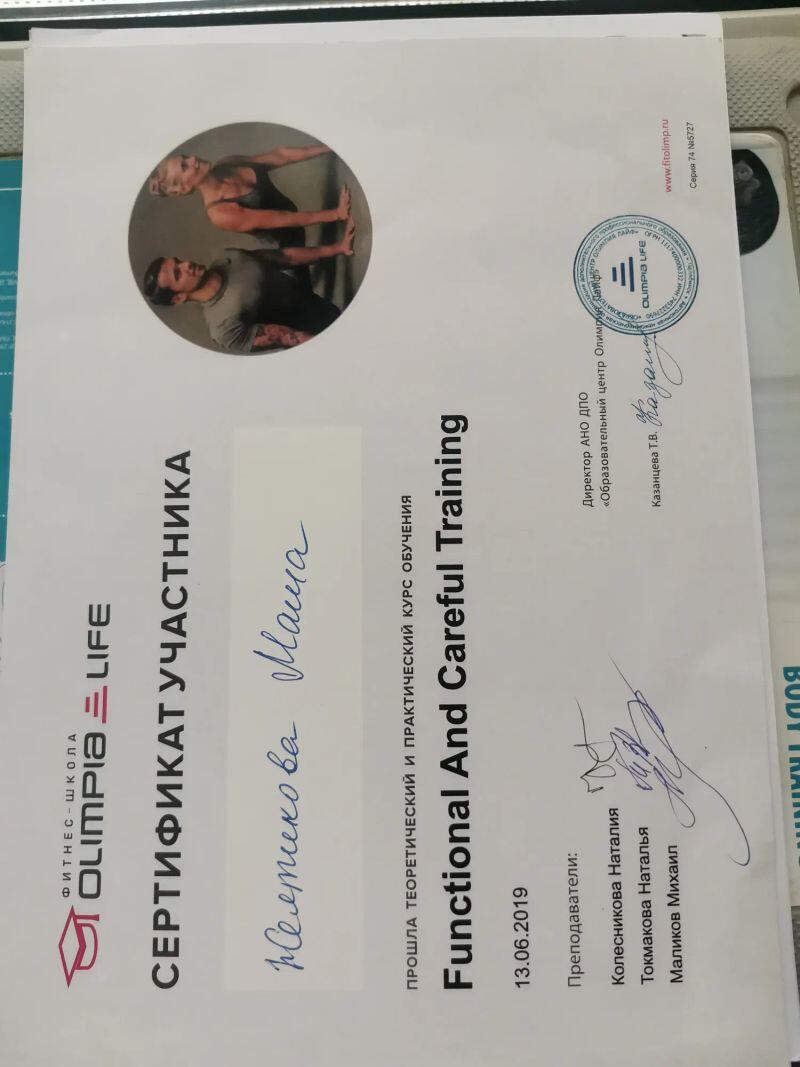 ФИТНЕС-ШКОЛА
OLIMPIA LIFE
СЕРТИФИКАТ УЧАСТНИКА
Желтикова Маша
ПРОШЛА ТЕОРЕТИЧЕСКИЙ И ПРАКТИЧЕСКИЙ КУРС ОБУЧЕНИЯ
Functional And Careful Training
13.06.2019
Преподаватели:
Колесникова Наталия
Токмакова Наталья
Маликов Михаил
Директор АНО ДПО
«Образовательный центр Олимпия Лайф»
Казанцева Т.В.
OLIMPIA LIFE
www.fitolimp.ru
Серия 74 №5727
BODY TRAINING